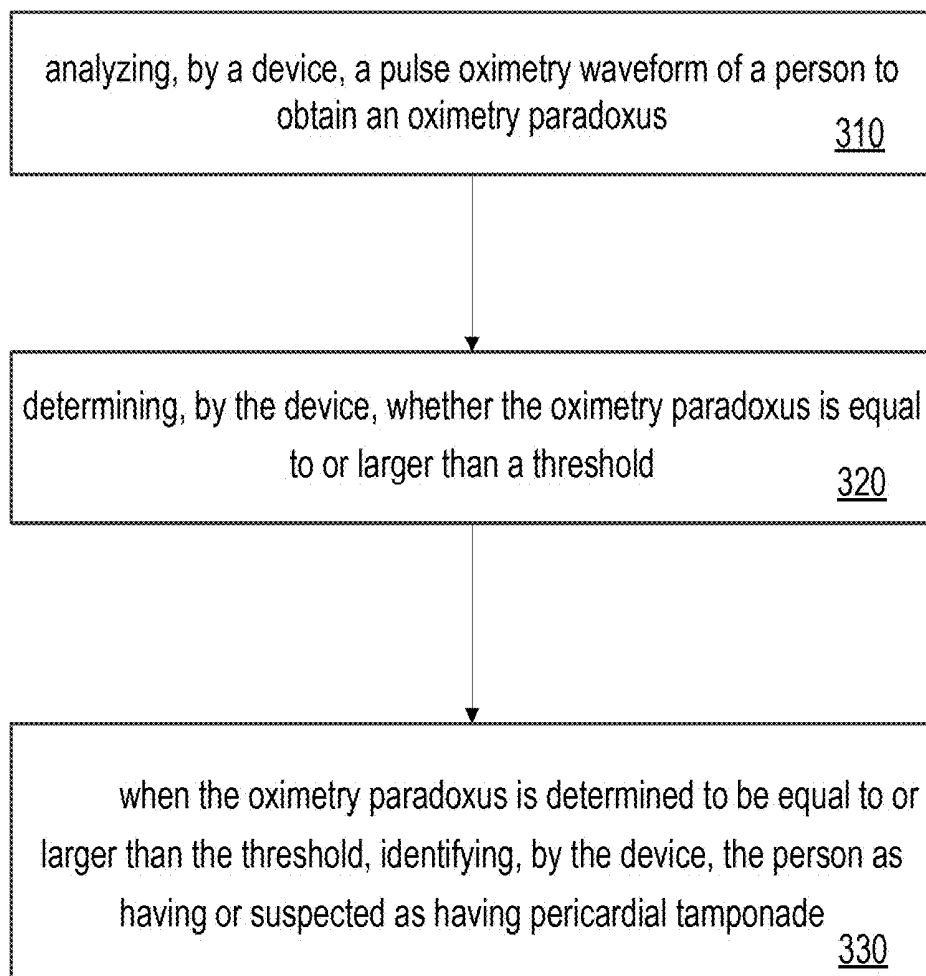 analyzing, by a device, a pulse oximetry waveform of a person to
obtain an oximetry paradoxus
310
determining, by the device, whether the oximetry paradoxus is equal
to or larger than a threshold
320
when the oximetry paradoxus is determined to be equal to or
larger than the threshold, identifying, by the device, the person as
having or suspected as having pericardial tamponade
330